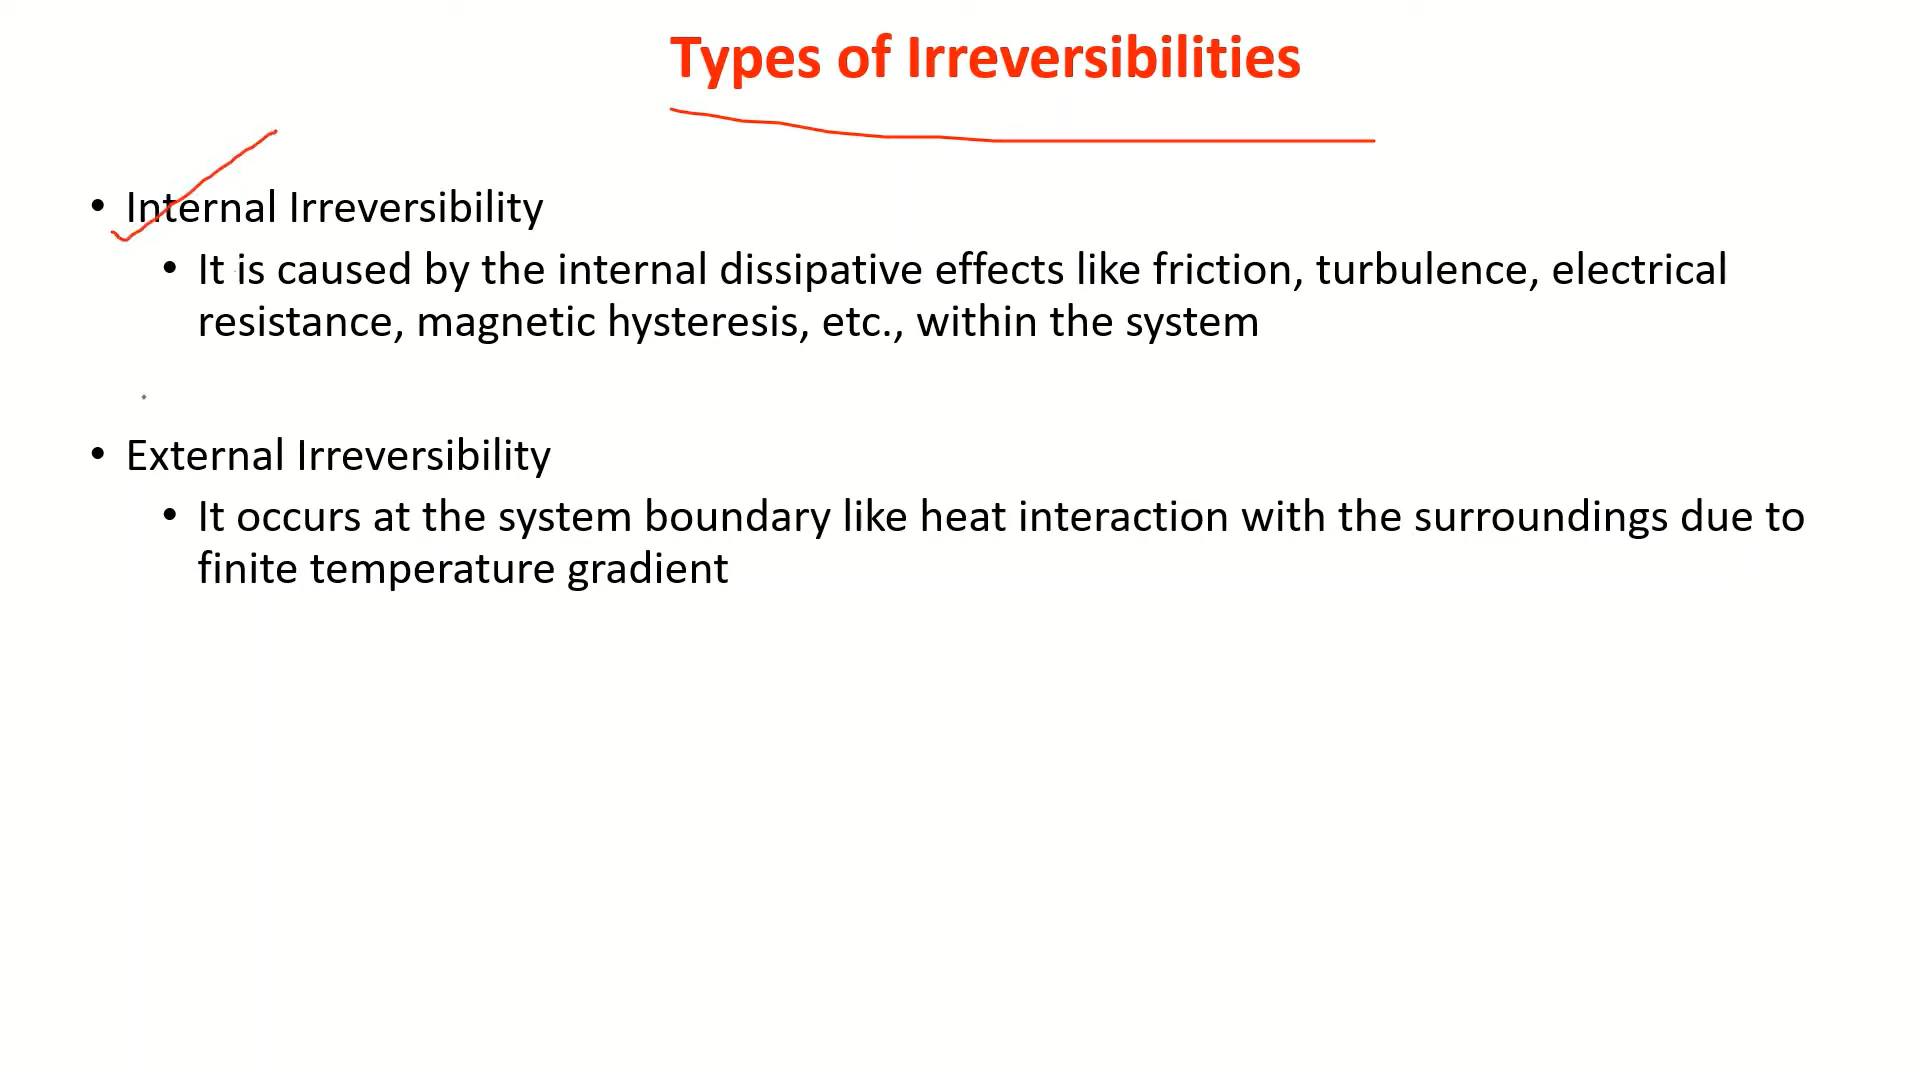 Types of Irreversibilities
• Internal Irreversibility
• It is caused by the internal dissipative effects like friction, turbulence, electrical
resistance, magnetic hysteresis, etc., within the system
• External Irreversibility
• It occurs at the system boundary like heat interaction with the surroundings due to
finite temperature gradient